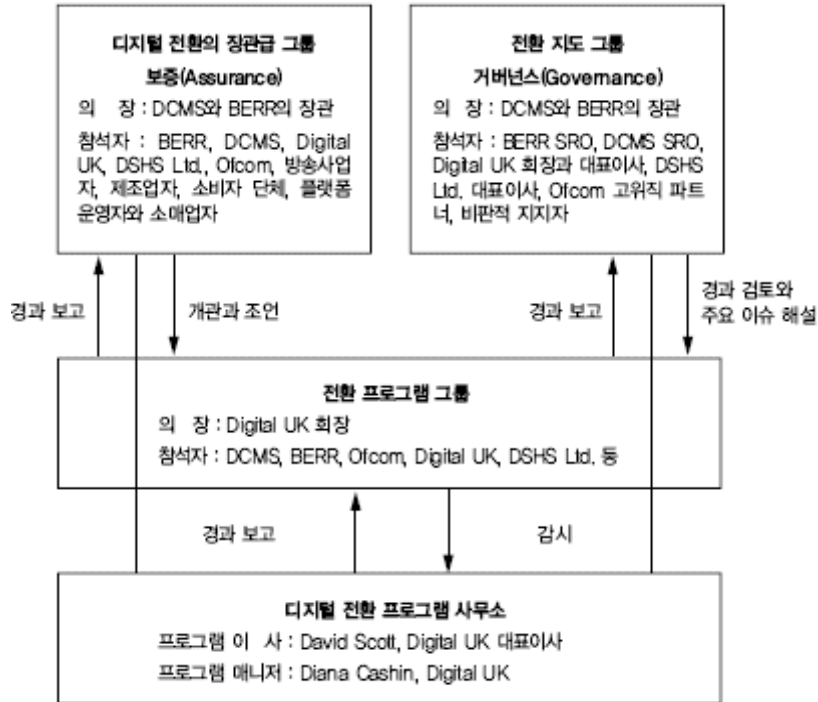 디지털 전환의 장관급 그룹
보증(Assurance)
의 장 : DCMS와 BERR의 장관
참석자 : BERR, DCMS, Digital
UK, DSHS Ltd., Ofcom, 방송사업
자, 제조업자, 소비자 단체, 플랫폼
운영자와 소매업자
전환 지도 그룹
거버넌스(Governance)
의 장 : DCMS와 BERR의 장관
참석자 : BERR SRO, DCMS SRO,
Digital UK 회장과 대표이사, DSHS
Ltd. 대표이사, Ofcom 고위직 파트
너, 비판적 지지자
경과 보고
개관과 조언
경과 보고
경과 검토와
주요 이슈 해설
전환 프로그램 그룹
의 장 : Digital UK 회장
참석자 : DCMS, BERR, Ofcom, Digital UK, DSHS Ltd. 등
경과 보고
감시
디지털 전환 프로그램 사무소
프로그램 이 사 : David Scott, Digital UK 대표이사
프로그램 매니저 : Diana Cashin, Digital UK